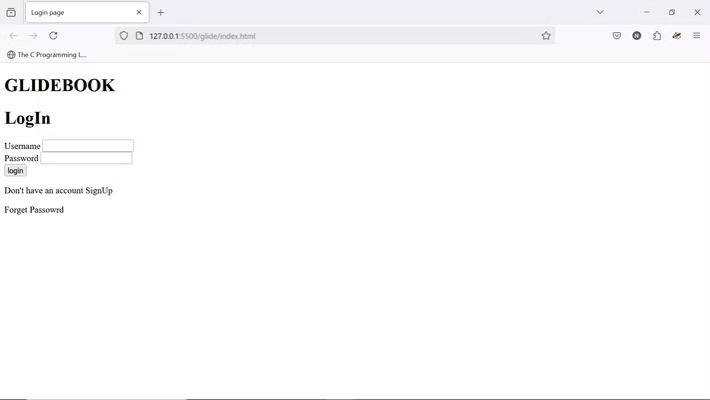 Login page
127.0.0.1:5500/glide/index.html
N
The C Programming L...
GLIDEBOOK
LogIn
Username
Password
login
Don't have an account SignUp
Forget Passowrd